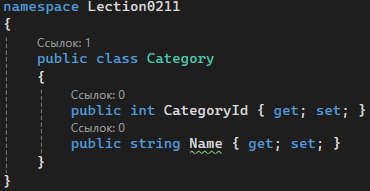 namespace Lection0211
{
Ссылок: 1
public class Category
{
Ссылок: 0
public int CategoryId { get; set; }
Ссылок: 0
public string Name { get; set; }
}
}